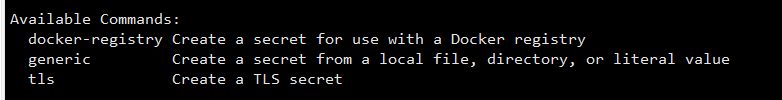 Available Commands:
docker-registry Create a secret for use with a Docker registry
generic Create a secret from a local file, directory, or literal value
tls Create a TLS secret